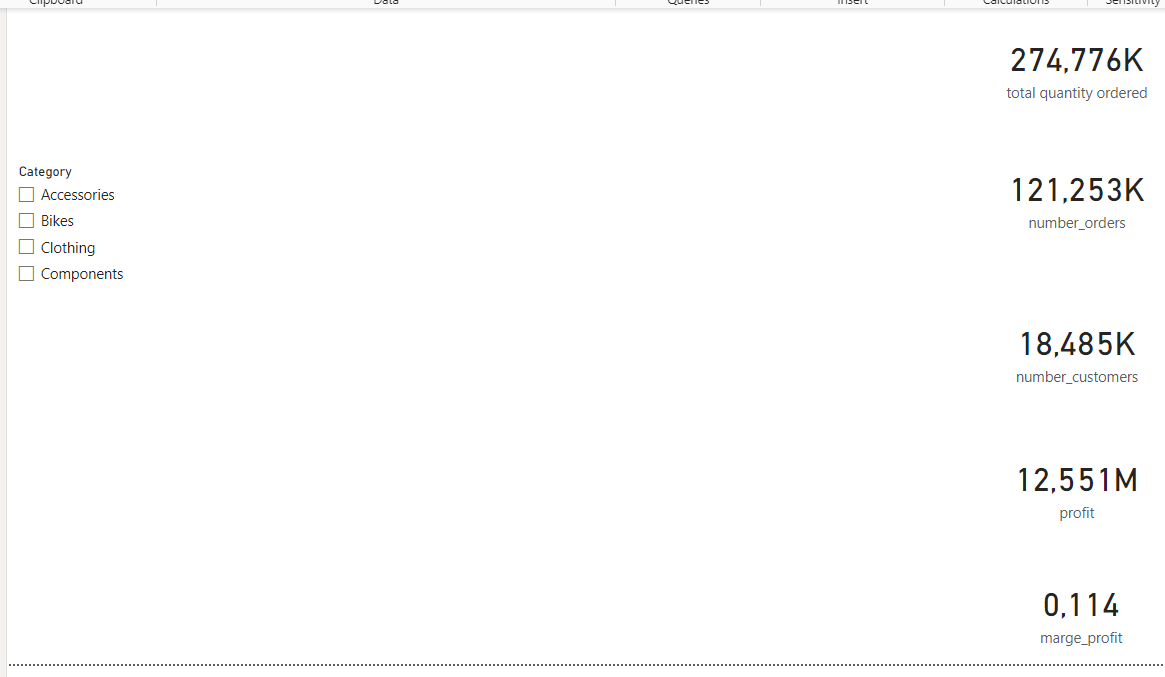 Clipboard
Data
Queries
Insert
Calculations
Sensitivity
274,776K
total quantity ordered
Category
Accessories
Bikes
Clothing
Components
121,253K
number_orders
18,485K
number_customers
12,551M
profit
0,114
marge_profit